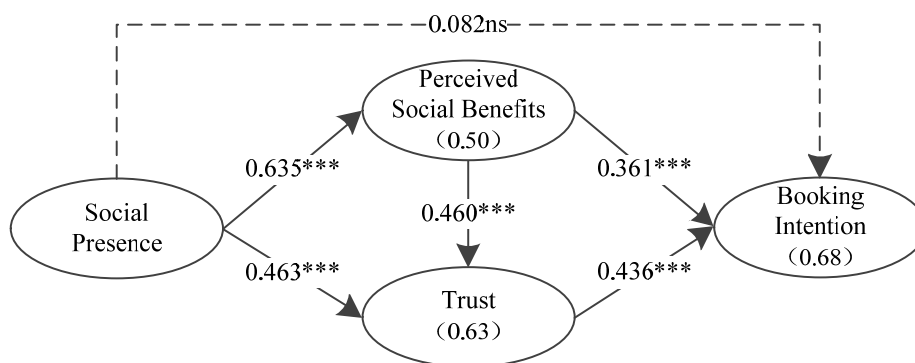 0.082ns
Perceived
Social Benefits
（0.50）
0.635***
0.361***
Social
Presence
0.460***
Booking
Intention
（0.68）
0.463***
0.436***
Trust
（0.63）